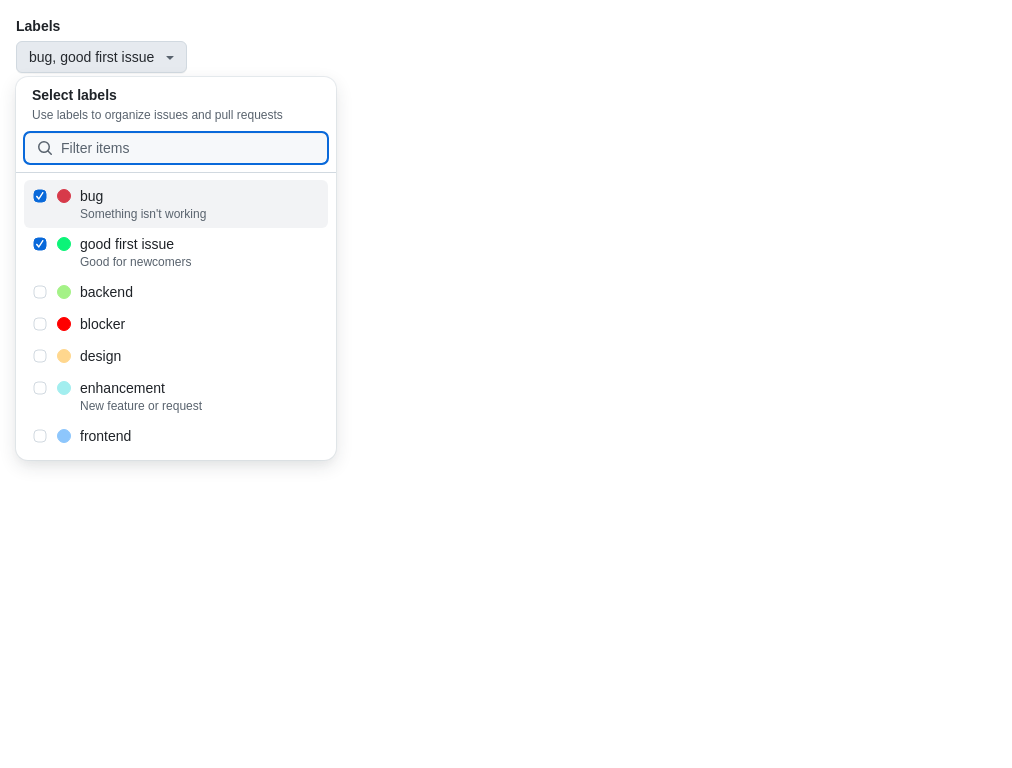 Labels
bug, good first issue
Select labels
Use labels to organize issues and pull requests
Filter items
bug
Something isn't working
good first issue
Good for newcomers
backend
blocker
design
enhancement
New feature or request
frontend